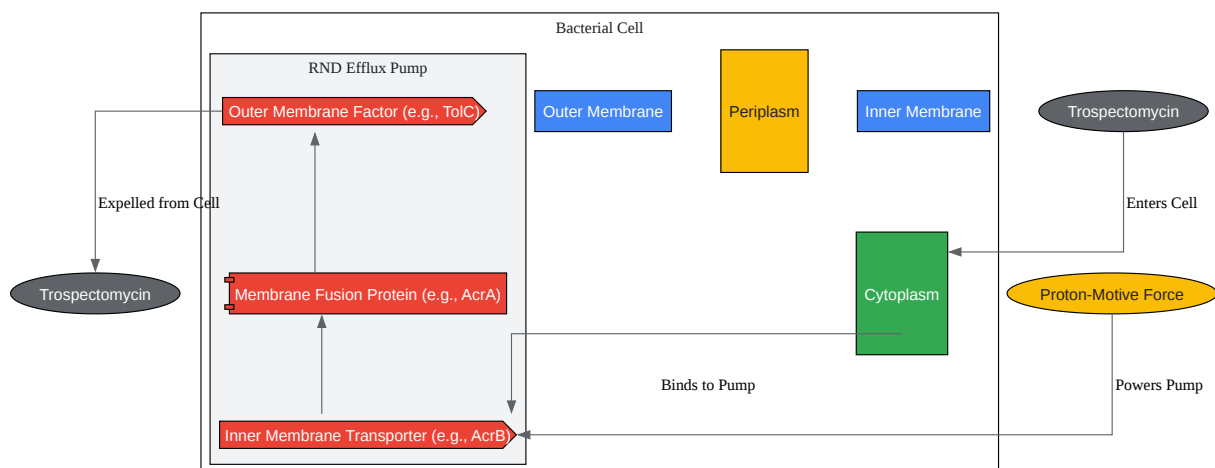 Bacterial Cell
RND Efflux Pump
Outer Membrane Factor (e.g., TolC)
Outer Membrane
Periplasm
Inner Membrane
Trospectomycin
Expelled from Cell
Enters Cell
Trospectomycin
Membrane Fusion Protein (e.g., AcrA)
Cytoplasm
Proton-Motive Force
Binds to Pump
Powers Pump
Inner Membrane Transporter (e.g., AcrB)